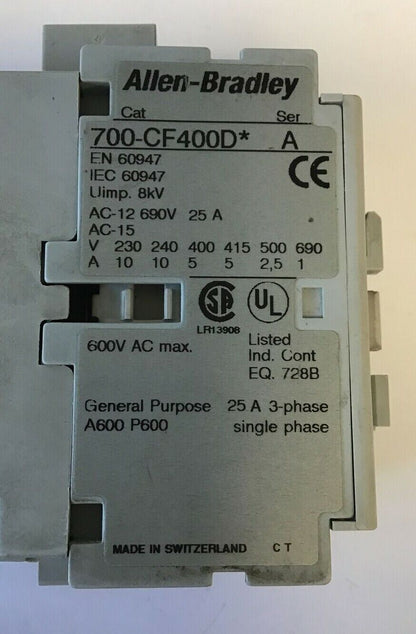 Allen-Bradley
Cat Ser
700-CF400D* A
EN 60947
IEC 60947
Uimp. 8kV
CE
AC-12 690V 25 A
AC-15
V 230 240 400 415 500 690
A 10 10 5 5 2,5 1
SA UL
LR13908
600V AC max. Listed
Ind. Cont
EQ. 728B
General Purpose 25 A 3-phase
A600 P600 single phase
MADE IN SWITZERLAND C T